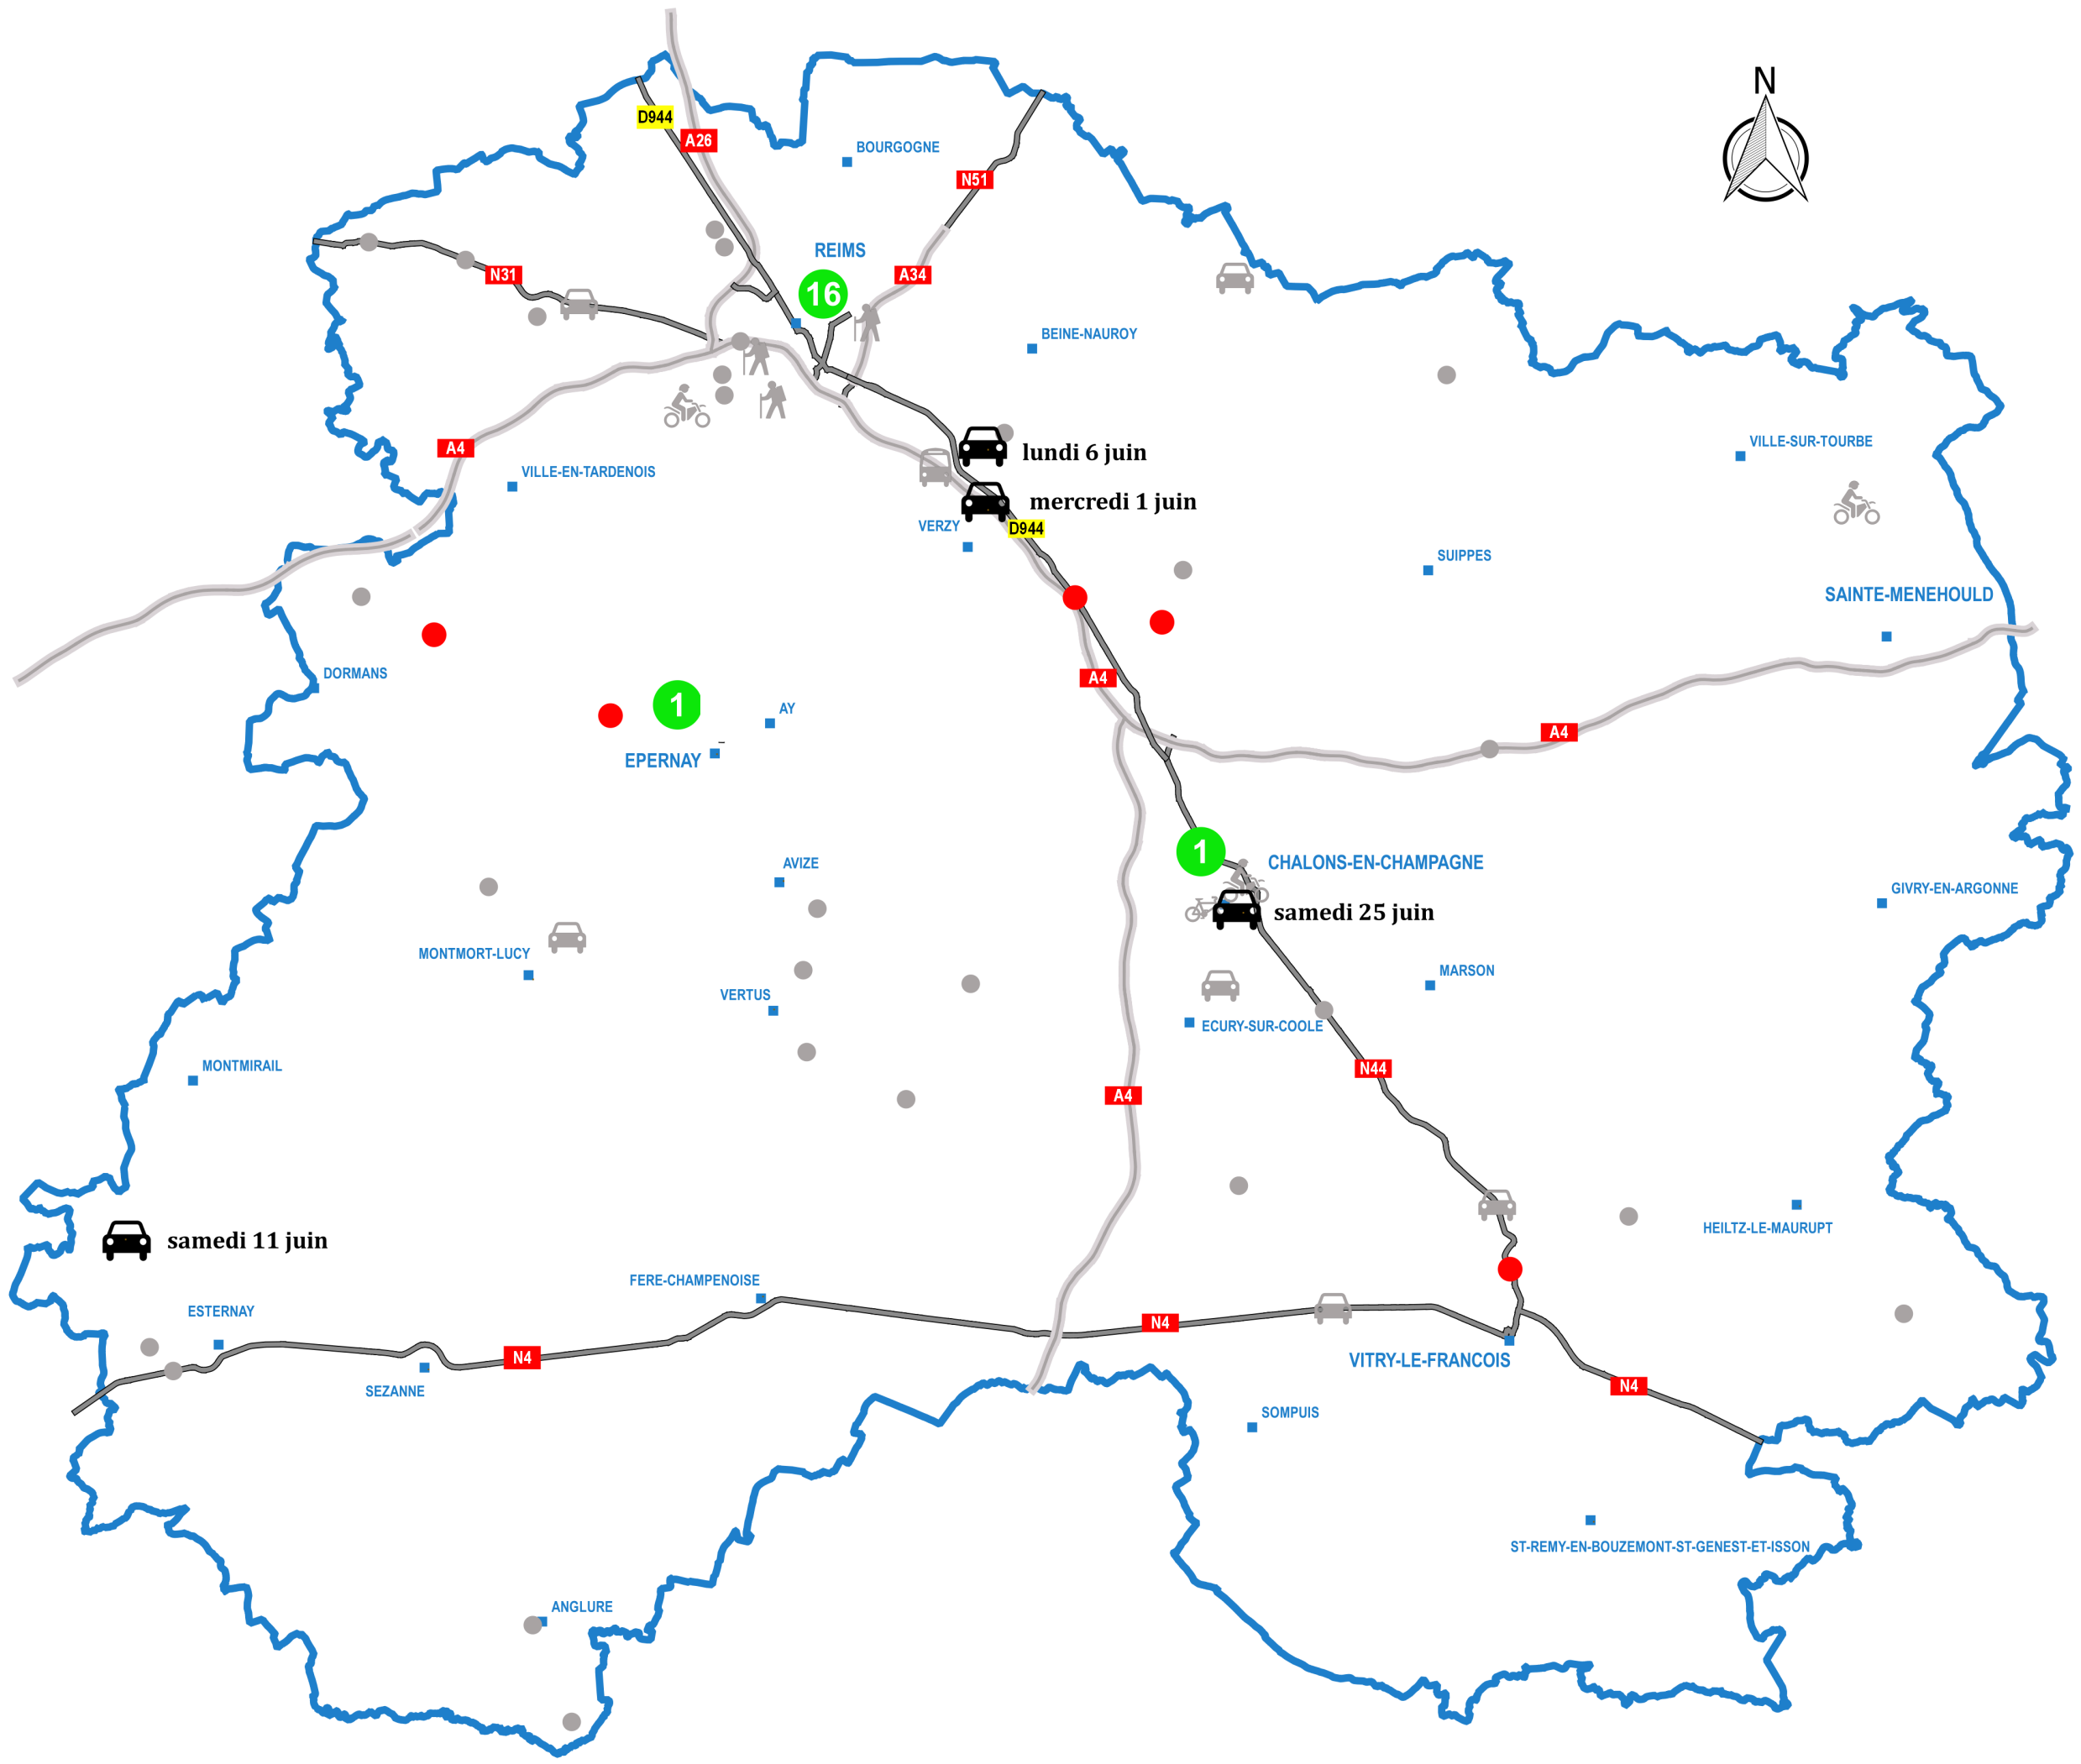 N
D944
A26
BOURGOGNE
N51
REIMS
N31
A34
16
BEINE-NAUROY
A4
lundi 6 juin
VILLE-SUR-TOURBE
VILLE-EN-TARDENOIS
mercredi 1 juin
VERZY
D944
SUIPPES
SAINTE-MENEHOULD
DORMANS
A4
1
AY
A4
EPERNAY
1
AVIZE
CHALONS-EN-CHAMPAGNE
GIVRY-EN-ARGONNE
samedi 25 juin
MONTMORT-LUCY
MARSON
VERTUS
ECURY-SUR-COOLE
MONTMIRAIL
N44
A4
HEILTZ-LE-MAURUPT
samedi 11 juin
FERE-CHAMPENOISE
ESTERNAY
N4
N4
VITRY-LE-FRANCOIS
SEZANNE
N4
SOMPUIS
ST-REMY-EN-BOUZEMONT-ST-GENEST-ET-ISSON
ANGLURE